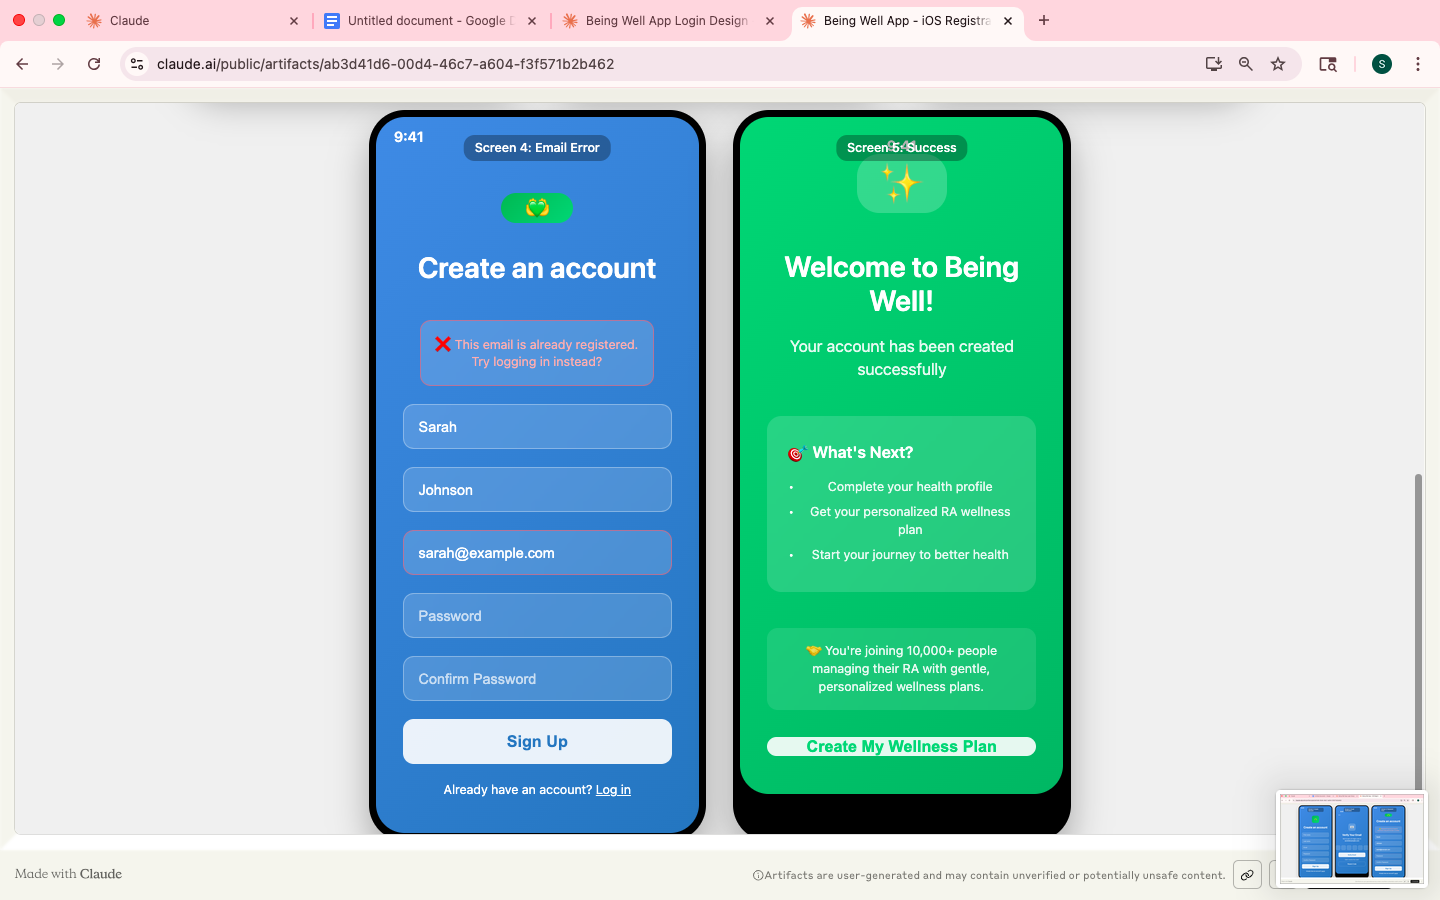 Claude
Untitled document - Google D
Being Well App Login Design
Being Well App - iOS Registra
claude.ai/public/artifacts/ab3d41d6-00d4-46c7-a604-f3f571b2b462
S
9:41
Screen 4: Email Error
Create an account
This email is already registered.
Try logging in instead?
Sarah
Johnson
sarah@example.com
Password
Confirm Password
Sign Up
Already have an account? Log in
9:41
Screen 5: Success
Welcome to Being
Well!
Your account has been created
successfully
What's Next?
• Complete your health profile
• Get your personalized RA wellness
plan
• Start your journey to better health
You're joining 10,000+ people
managing their RA with gentle,
personalized wellness plans.
Create My Wellness Plan
Made with Claude
Artifacts are user-generated and may contain unverified or potentially unsafe content.